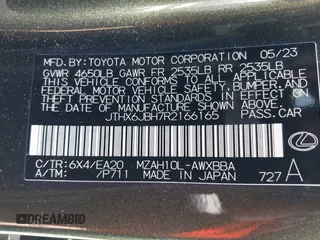 MFD. BY: TOYOTA MOTOR CORPORATION 05/23
GVWR 4650LB GAWR FR 2535LB RR 2535LB
THIS VEHICLE CONFORMS TO ALL APPLICABLE
FEDERAL MOTOR VEHICLE SAFETY, BUMPER, AND
THEFT PREVENTION STANDARDS IN EFFECT ON
THE DATE OF MANUFACTURE SHOWN ABOVE.
JTHX6JBH7R2166165 PASS.CAR
C/TR: 6X4/EA20 MZAH10L-AWXBBA
A/TM: /P711 MADE IN JAPAN 727 A
DREAMBID